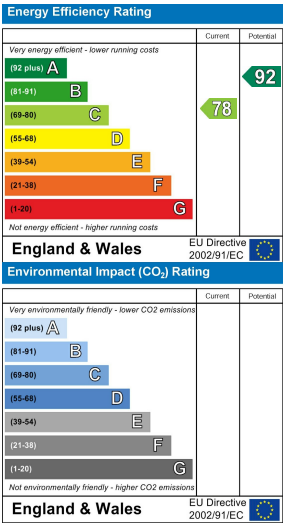 Energy Efficiency Rating
Current Potential
Very energy efficient - lower running costs
(92 plus) A
92
(81-91) B
(69-80) C
78
(55-68) D
(39-54) E
(21-38) F
(1-20) G
Not energy efficient - higher running costs
England & Wales
EU Directive
2002/91/EC
Environmental Impact (CO₂) Rating
Current Potential
Very environmentally friendly - lower CO2 emissions
(92 plus) A
(81-91) B
(69-80) C
(55-68) D
(39-54) E
(21-38) F
(1-20) G
Not environmentally friendly - higher CO2 emissions
England & Wales
EU Directive
2002/91/EC